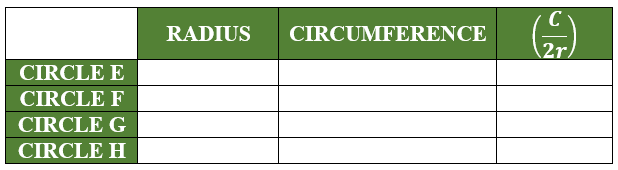 RADIUS CIRCUMFERENCE (C/2r)
CIRCLE E
CIRCLE F
CIRCLE G
CIRCLE H